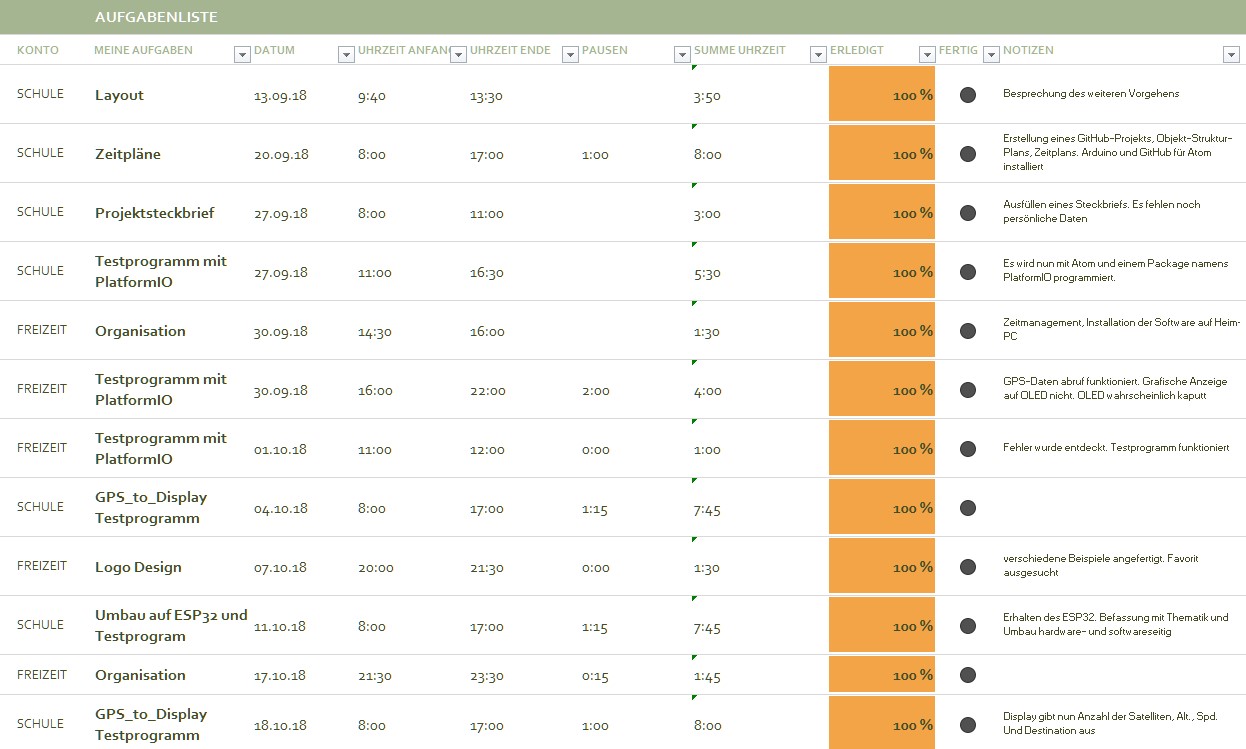 AUFGABENLISTE
KONTO MEINE AUFGABEN DATUM UHRZEIT ANFANG UHRZEIT ENDE PAUSEN SUMME UHRZEIT ERLEDIGT FERTIG NOTIZEN
SCHULE Layout 13.09.18 9:40 13:30 3:50 100 % Besprechung des weiteren Vorgehens
SCHULE Zeitpläne 20.09.18 8:00 17:00 1:00 8:00 100 % Erstellung eines GitHub-Projekts, Objekt-Struktur-
Plans, Zeitplans. Arduino und GitHub für Atom
installiert
SCHULE Projektsteckbrief 27.09.18 8:00 11:00 3:00 100 % Ausfüllen eines Steckbriefs. Es fehlen noch
persönliche Daten
SCHULE Testprogramm mit
PlatformIO 27.09.18 11:00 16:30 5:30 100 % Es wird nun mit Atom und einem Package namens
PlatformIO programmiert.
FREIZEIT Organisation 30.09.18 14:30 16:00 1:30 100 % Zeitmanagement, Installation der Software auf Heim-
PC
FREIZEIT Testprogramm mit
PlatformIO 30.09.18 16:00 22:00 2:00 4:00 100 % GPS-Daten abruf funktioniert. Grafische Anzeige
auf OLED nicht. OLED wahrscheinlich kaputt
FREIZEIT Testprogramm mit
PlatformIO 01.10.18 11:00 12:00 0:00 1:00 100 % Fehler wurde entdeckt. Testprogramm funktioniert
SCHULE GPS_to_Display
Testprogramm 04.10.18 8:00 17:00 1:15 7:45 100 %
FREIZEIT Logo Design 07.10.18 20:00 21:30 0:00 1:30 100 % verschiedene Beispiele angefertigt. Favorit
ausgesucht
SCHULE Umbau auf ESP32 und
Testprogram 11.10.18 8:00 17:00 1:15 7:45 100 % Erhalten des ESP32. Befassung mit Thematik und
Umbau hardware- und softwareseitig
FREIZEIT Organisation 17.10.18 21:30 23:30 0:15 1:45 100 %
SCHULE GPS_to_Display
Testprogramm 18.10.18 8:00 17:00 1:00 8:00 100 % Display gibt nun Anzahl der Satelliten, Alt., Spd.
Und Destination aus